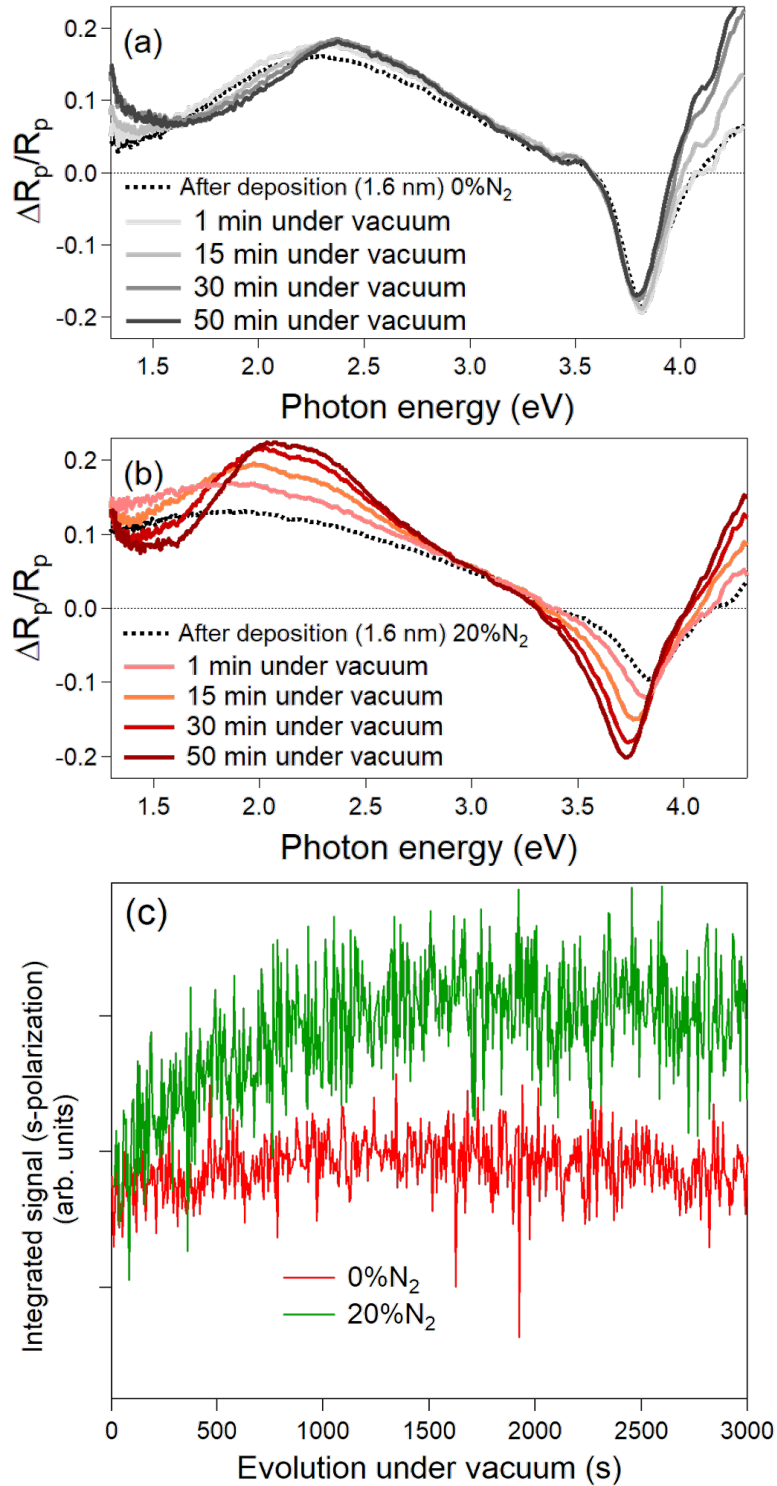 (a)
0.2
0.1
0.0
-0.1
-0.2
ΔRp/Rp
After deposition (1.6 nm) 0%N2
1 min under vacuum
15 min under vacuum
30 min under vacuum
50 min under vacuum
1.5 2.0 2.5 3.0 3.5 4.0
Photon energy (eV)
(b)
0.2
0.1
0.0
-0.1
-0.2
ΔRp/Rp
After deposition (1.6 nm) 20%N2
1 min under vacuum
15 min under vacuum
30 min under vacuum
50 min under vacuum
1.5 2.0 2.5 3.0 3.5 4.0
Photon energy (eV)
(c)
Integrated signal (s-polarization)
(arb. units)
0%N2
20%N2
0 500 1000 1500 2000 2500 3000
Evolution under vacuum (s)